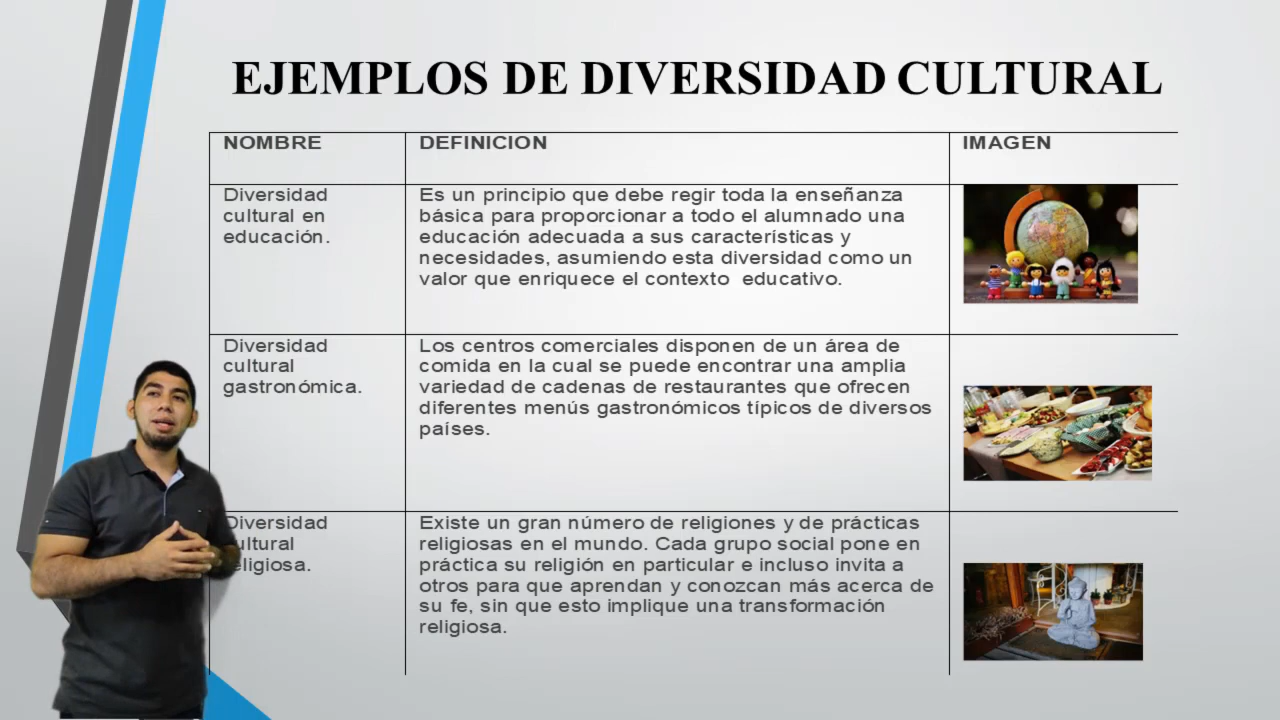 EJEMPLOS DE DIVERSIDAD CULTURAL
NOMBRE
DEFINICION
IMAGEN
Diversidad
cultural en
educación.
Es un principio que debe regir toda la enseñanza
básica para proporcionar a todo el alumnado una
educación adecuada a sus características y
necesidades, asumiendo esta diversidad como un
valor que enriquece el contexto educativo.
Diversidad
cultural
gastronómica.
Los centros comerciales disponen de un área de
comida en la cual se puede encontrar una amplia
variedad de cadenas de restaurantes que ofrecen
diferentes menús gastronómicos típicos de diversos
países.
Diversidad
ultural
eligiosa.
Existe un gran número de religiones y de prácticas
religiosas en el mundo. Cada grupo social pone en
práctica su religión en particular e incluso invita a
otros para que aprendan y conozcan más acerca de
su fe, sin que esto implique una transformación
religiosa.